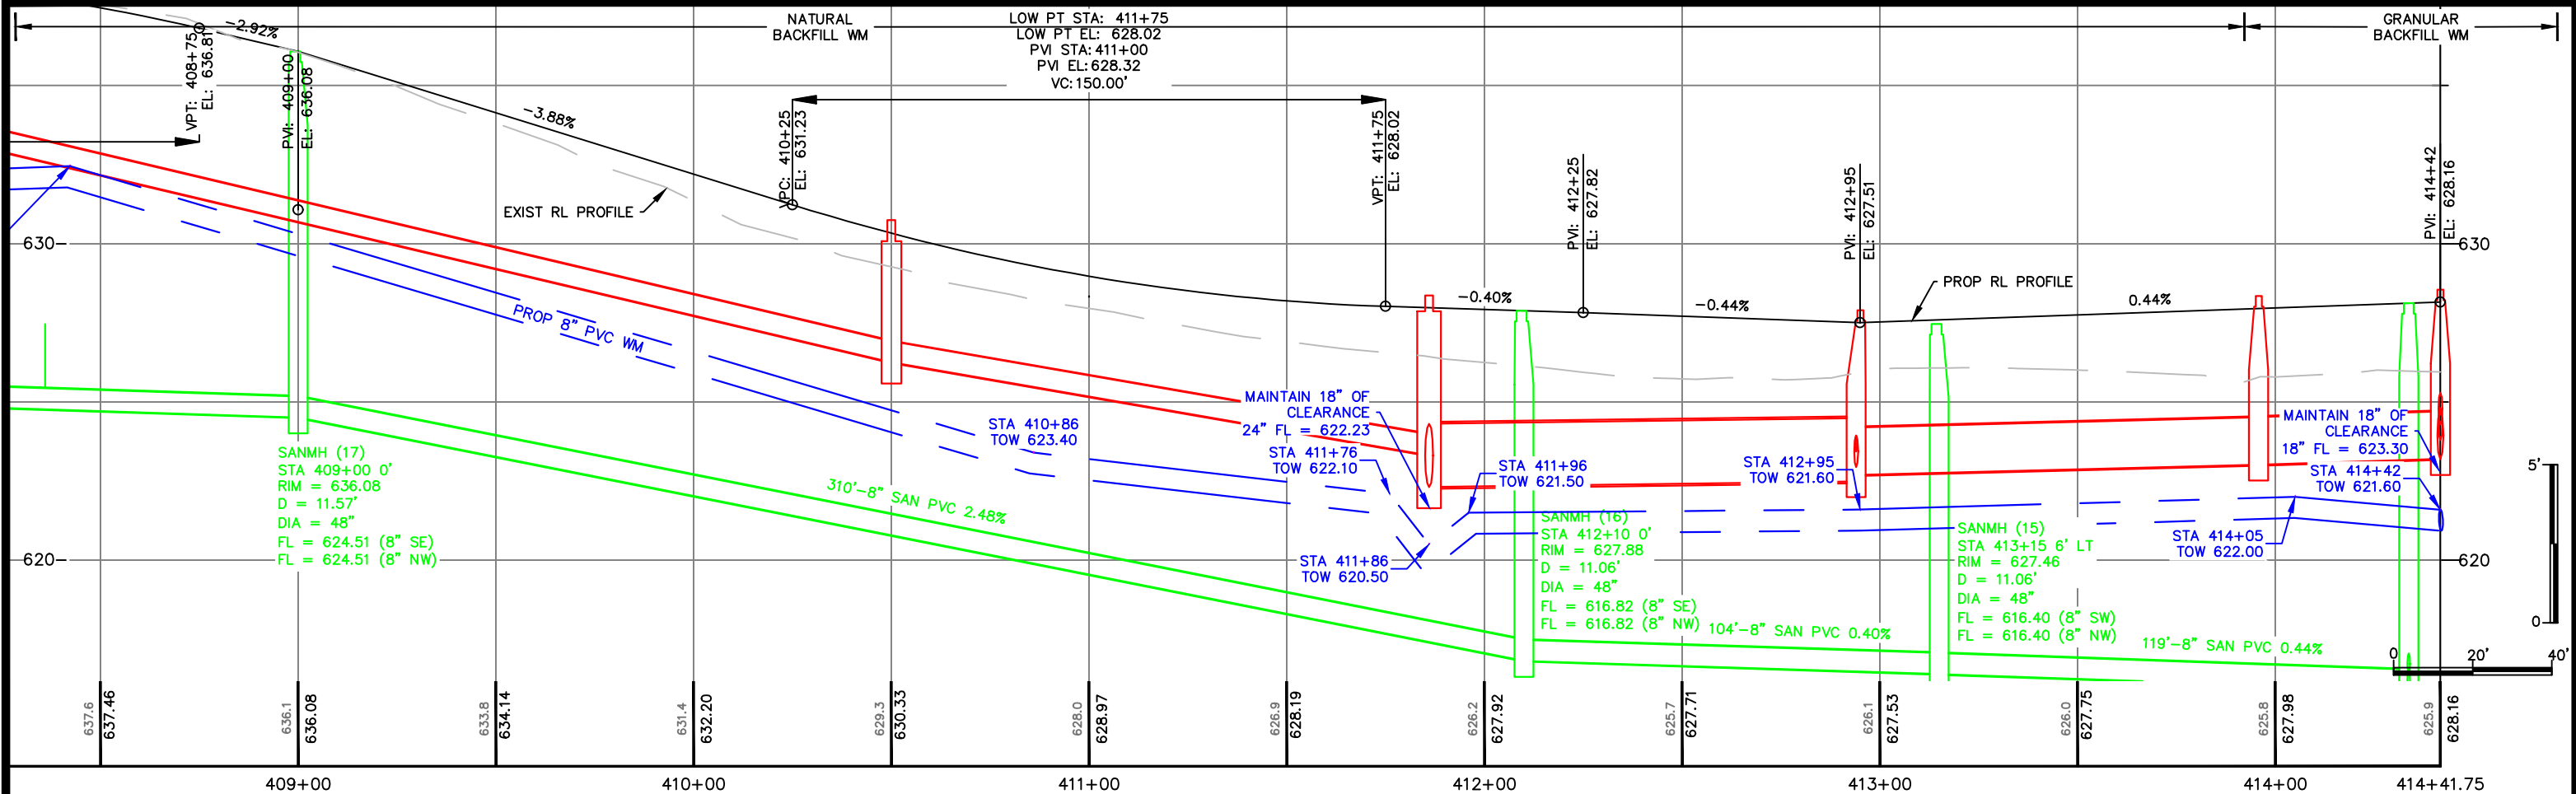 NATURAL
BACKFILL WM
LOW PT STA: 411+75
LOW PT EL: 628.02
PVI STA:411+00
PVI EL:628.32
VC:150.00'
GRANULAR
BACKFILL WM
-2.92%
VPT: 408+75
EL: 636.81
PVI: 409+00
EL: 636.08
-3.88%
VPC: 410+25
EL: 631.23
VPT: 411+75
EL: 628.02
PVI: 412+25
EL: 627.82
PVI: 412+95
EL: 627.51
PVI: 414+42
EL: 628.16
EXIST RL PROFILE
630
630
-0.40%
-0.44%
PROP RL PROFILE
0.44%
PROP 8" PVC WM
STA 410+86
TOW 623.40
MAINTAIN 18" OF
CLEARANCE
24" FL = 622.23
STA 411+76
TOW 622.10
STA 411+96
TOW 621.50
STA 412+95
TOW 621.60
MAINTAIN 18" OF
CLEARANCE
18" FL = 623.30
STA 414+42
TOW 621.60
SANMH (17)
STA 409+00 0'
RIM = 636.08
D = 11.57'
DIA = 48"
FL = 624.51 (8" SE)
FL = 624.51 (8" NW)
310'-8" SAN PVC 2.48%
STA 411+86
TOW 620.50
SANMH (16)
STA 412+10 0'
RIM = 627.88
D = 11.06'
DIA = 48"
FL = 616.82 (8" SE)
FL = 616.82 (8" NW)
104'-8" SAN PVC 0.40%
SANMH (15)
STA 413+15 6' LT
RIM = 627.46
D = 11.06'
DIA = 48"
FL = 616.40 (8" SW)
FL = 616.40 (8" NW)
STA 414+05
TOW 622.00
119'-8" SAN PVC 0.44%
620
620
5'
0
0
20'
40'
637.6
637.46
636.1
636.08
633.8
634.14
631.4
632.20
629.3
630.33
628.0
628.97
626.9
628.19
626.2
627.92
625.7
627.71
626.1
627.53
626.0
627.75
625.8
627.98
625.9
628.16
409+00
410+00
411+00
412+00
413+00
414+00
414+41.75